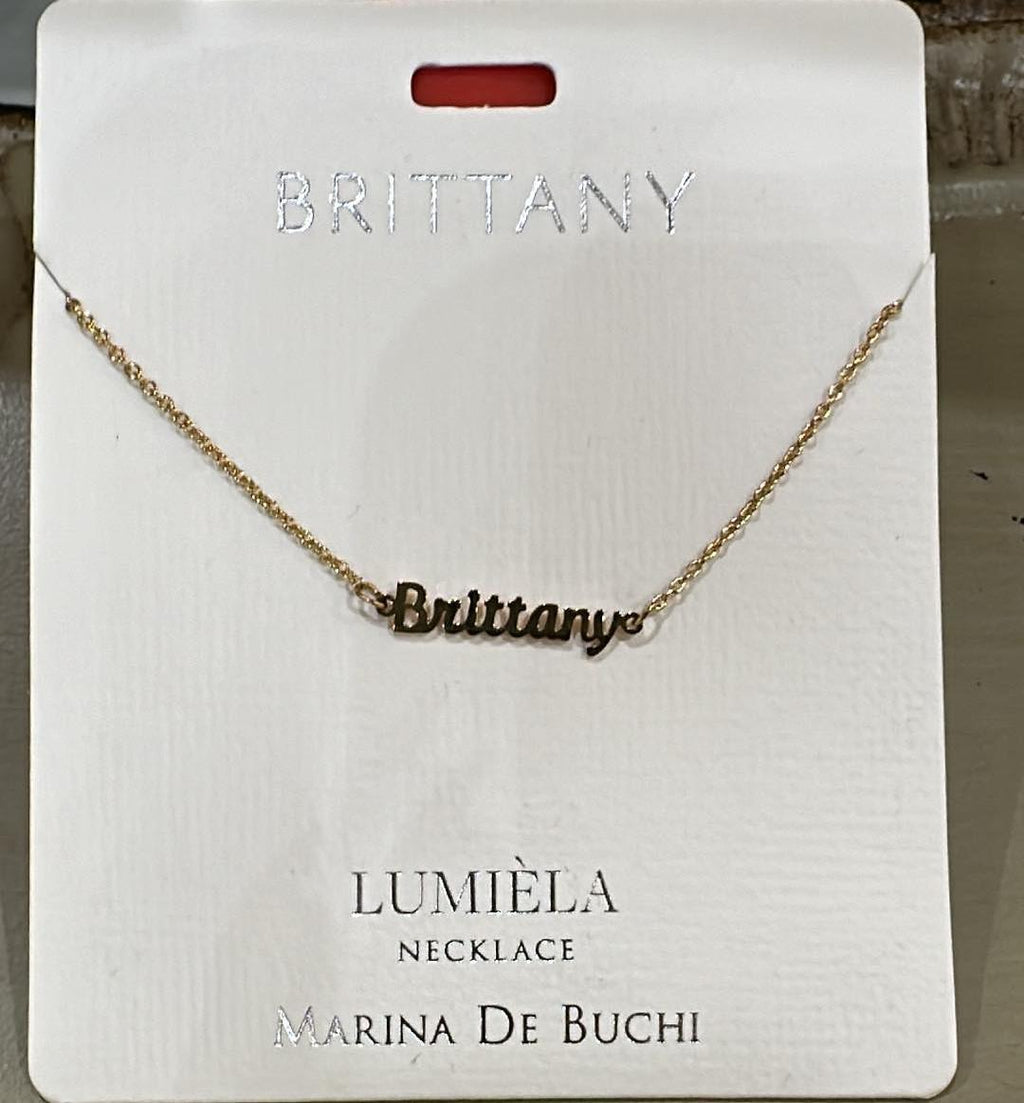 BRITTANY
Brittany
LUMIÈLA
NECKLACE
MARINA DE BUCHI